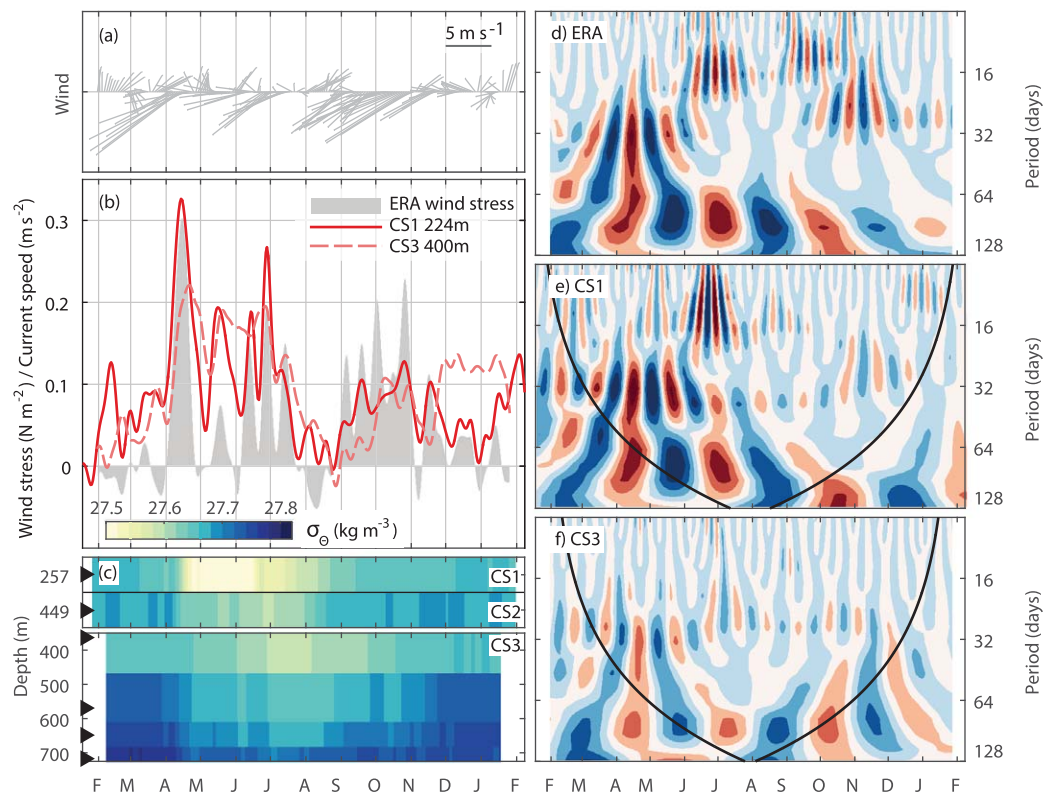 (a)
5 m s-1
Wind
(b)
ERA wind stress
CS1 224m
CS3 400m
Wind stress (N m-2) / Current speed (m s-2)
0.3
0.2
0.1
0
27.5 27.6 27.7 27.8
σΘ (kg m-3)
(c)
CS1
CS2
CS3
Depth (m)
257
449
400
500
600
700
F M A M J J A S O N D J F
d) ERA
16
32
64
128
Period (days)
e) CS1
16
32
64
128
Period (days)
f) CS3
16
32
64
128
Period (days)
F M A M J J A S O N D J F